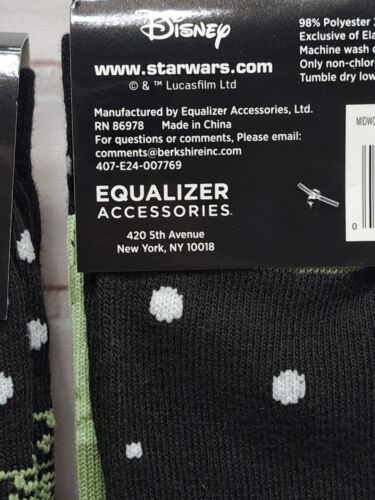 Disney
www.starwars.com
© & ™ Lucasfilm Ltd
Manufactured by Equalizer Accessories, Ltd.
RN 86978 Made in China
For questions or comments, Please email:
comments@berkshireinc.com
407-E24-007769
EQUALIZER
ACCESSORIES
420 5th Avenue
New York, NY 10018
98% Polyester
Exclusive of
Machine wash
Only non-chlor
Tumble dry low
0